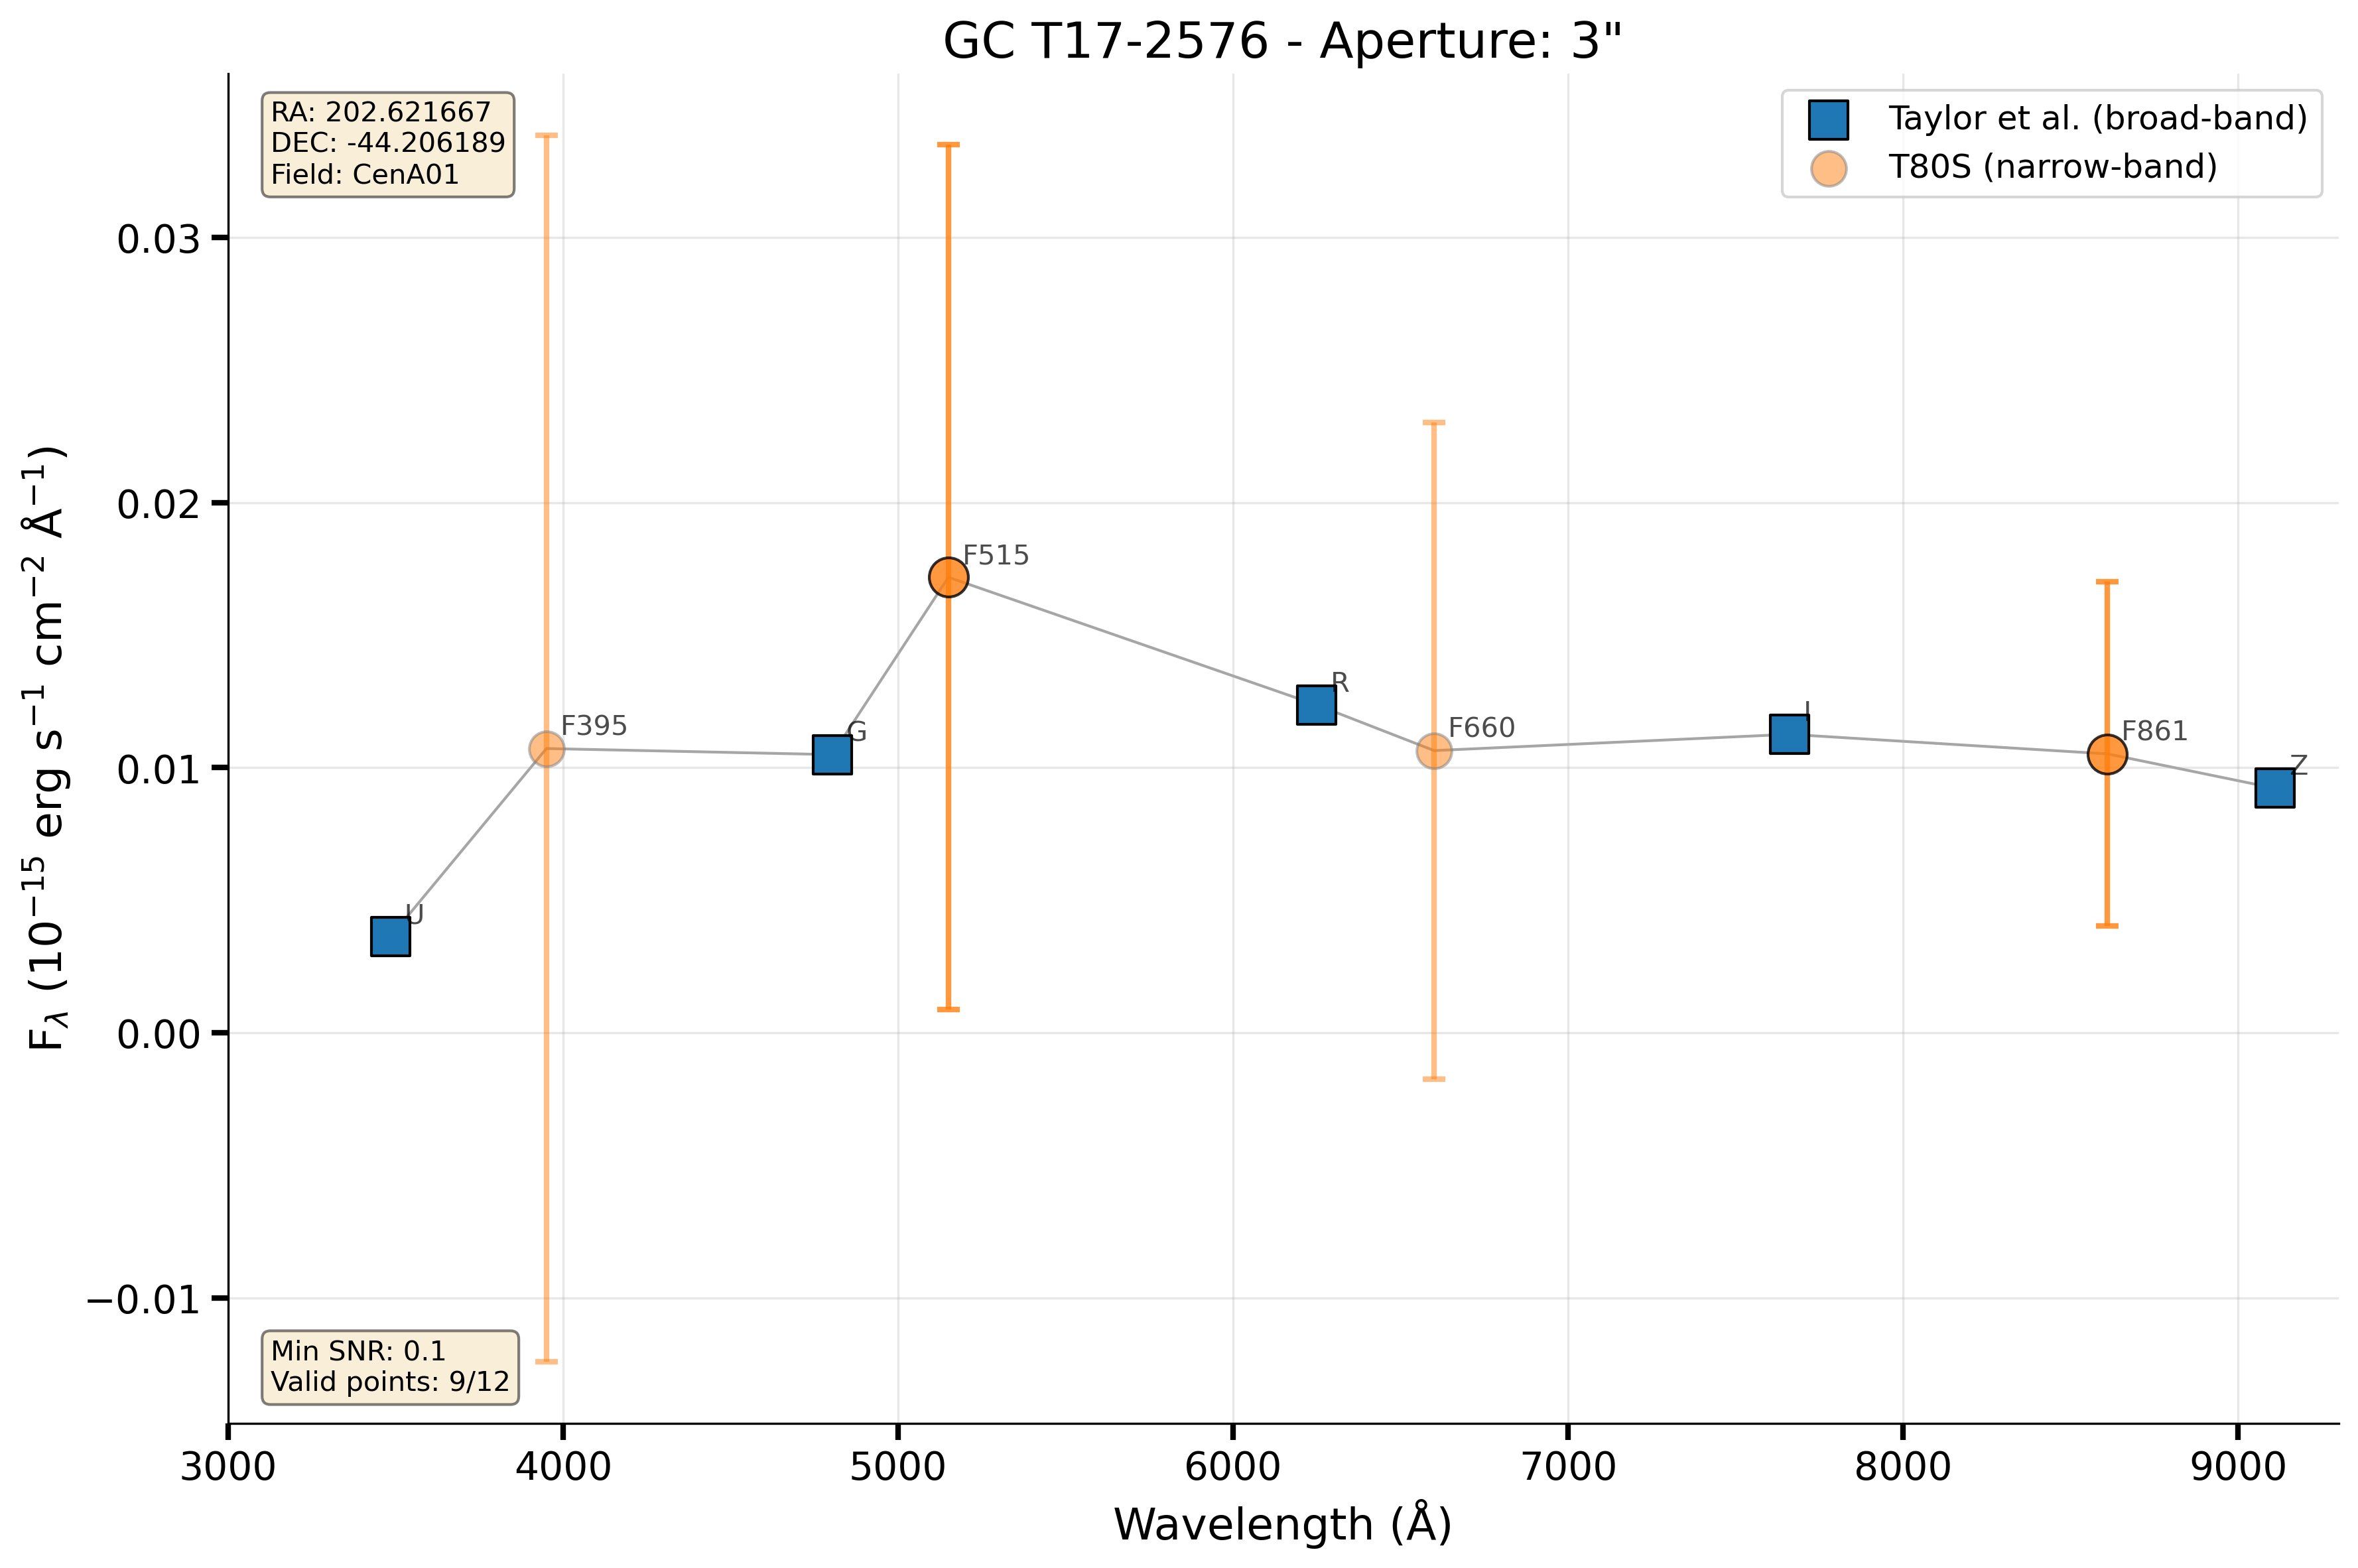 GC T17-2576 - Aperture: 3"
RA: 202.621667
DEC: -44.206189
Field: CenA01
Taylor et al. (broad-band)
T80S (narrow-band)
F_λ (10⁻¹⁵ erg s⁻¹ cm⁻² Å⁻¹)
0.03
0.02
0.01
0.00
−0.01
U
F395
G
F515
R
F660
I
F861
Z
Min SNR: 0.1
Valid points: 9/12
3000 4000 5000 6000 7000 8000 9000
Wavelength (Å)